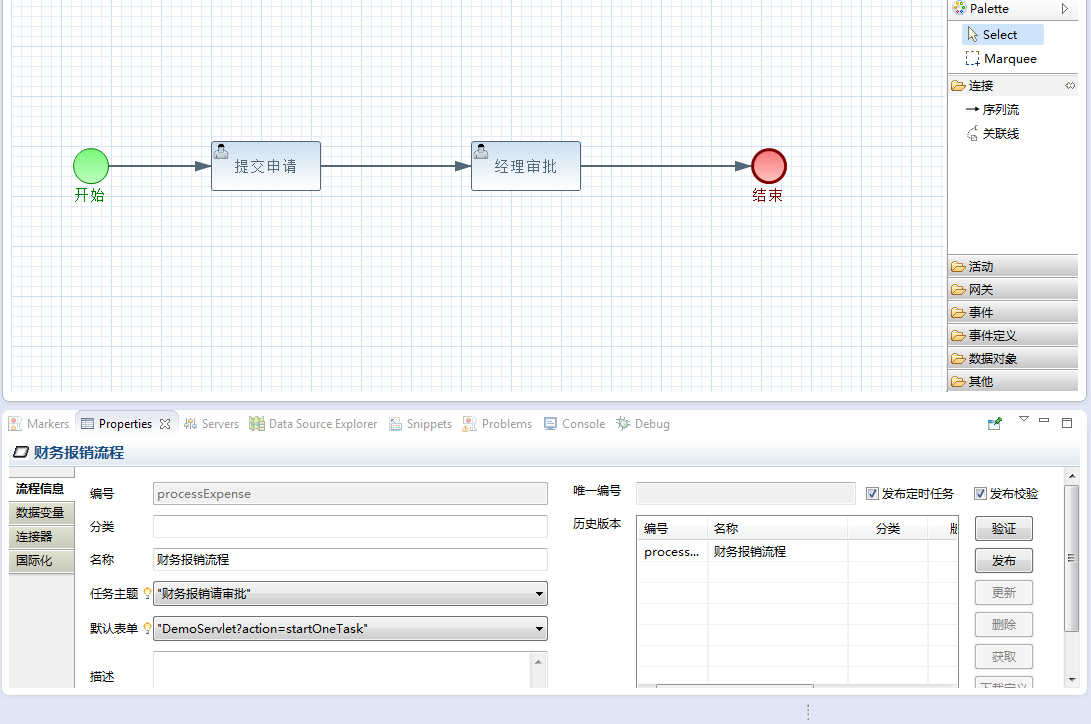 Palette
Select
Marquee
连接
序列流
关联线
提交申请
经理审批
开始
结束
活动
网关
事件
事件定义
数据对象
其他
Markers Properties Servers Data Source Explorer Snippets Problems Console Debug
财务报销流程
流程信息
数据变量
连接器
国际化
编号 processExpense
分类
名称 财务报销流程
任务主题 "财务报销请审批"
默认表单 "DemoServlet?action=startOneTask"
描述
唯一编号 发布定时任务 发布校验
历史版本 编号 名称 分类
process... 财务报销流程
验证
发布
更新
删除
获取
下载定义